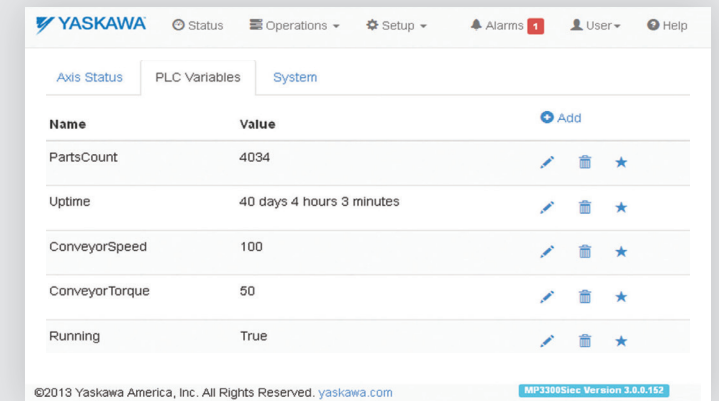 YASKAWA Status Operations Setup Alarms 1 User Help
Axis Status PLC Variables System
Name Value Add
PartsCount 4034
Uptime 40 days 4 hours 3 minutes
ConveyorSpeed 100
ConveyorTorque 50
Running True
©2013 Yaskawa America, Inc. All Rights Reserved. yaskawa.com MP3300Siec Version 3.0.0.152